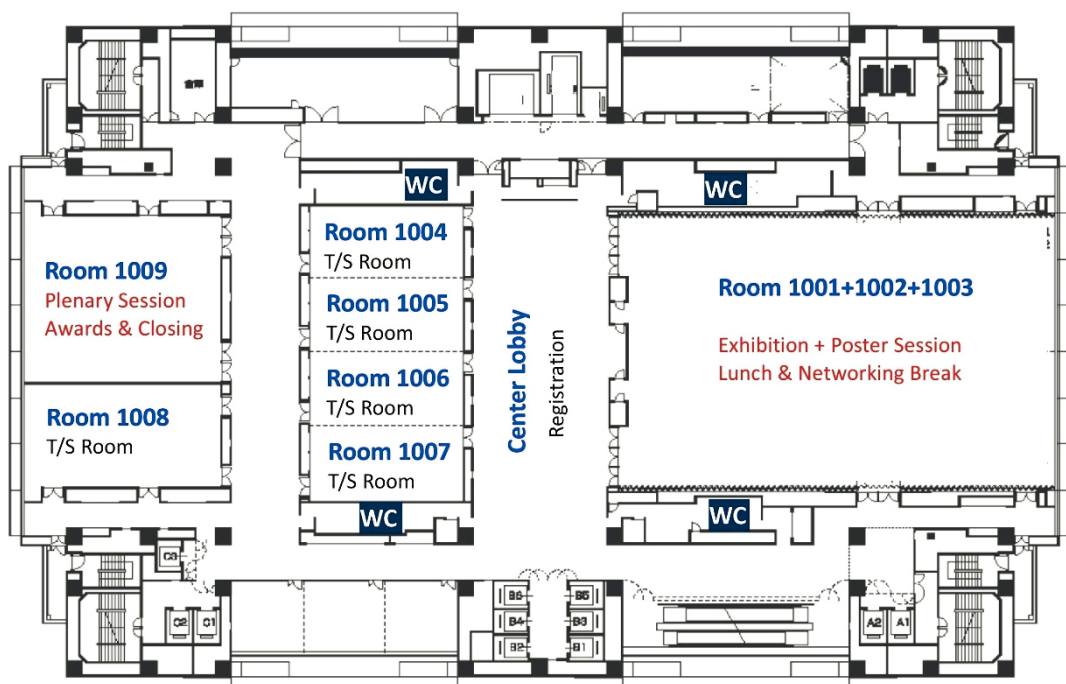 WC
WC
Room 1004
T/S Room
Room 1009
Plenary Session
Awards & Closing
Room 1005
T/S Room
Room 1001+1002+1003
Exhibition + Poster Session
Lunch & Networking Break
Center Lobby
Registration
Room 1006
T/S Room
Room 1008
T/S Room
Room 1007
T/S Room
WC
WC
C3
C2
C1
B6
B5
B4
B3
B2
B1
A2
A1